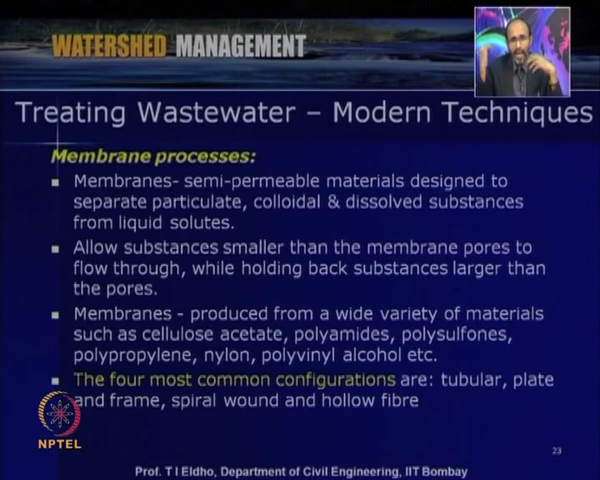 WATERSHED MANAGEMENT
Treating Wastewater – Modern Techniques
Membrane processes:
▪ Membranes- semi-permeable materials designed to
separate particulate, colloidal & dissolved substances
from liquid solutes.
▪ Allow substances smaller than the membrane pores to
flow through, while holding back substances larger than
the pores.
▪ Membranes - produced from a wide variety of materials
such as cellulose acetate, polyamides, polysulfones,
polypropylene, nylon, polyvinyl alcohol etc.
▪ The four most common configurations are: tubular, plate
and frame, spiral wound and hollow fibre
NPTEL
23
Prof. T I Eldho, Department of Civil Engineering, IIT Bombay